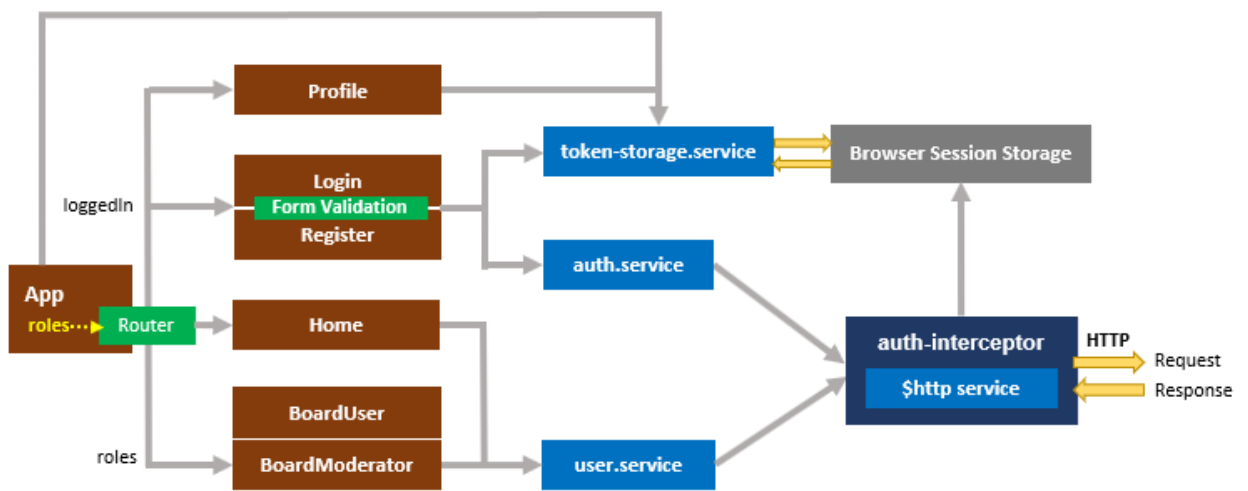 Profile
token-storage.service
Browser Session Storage
Login
loggedIn
Form Validation
Register
auth.service
App
roles
Router
Home
auth-interceptor
HTTP
Request
$http service
Response
BoardUser
roles
BoardModerator
user.service